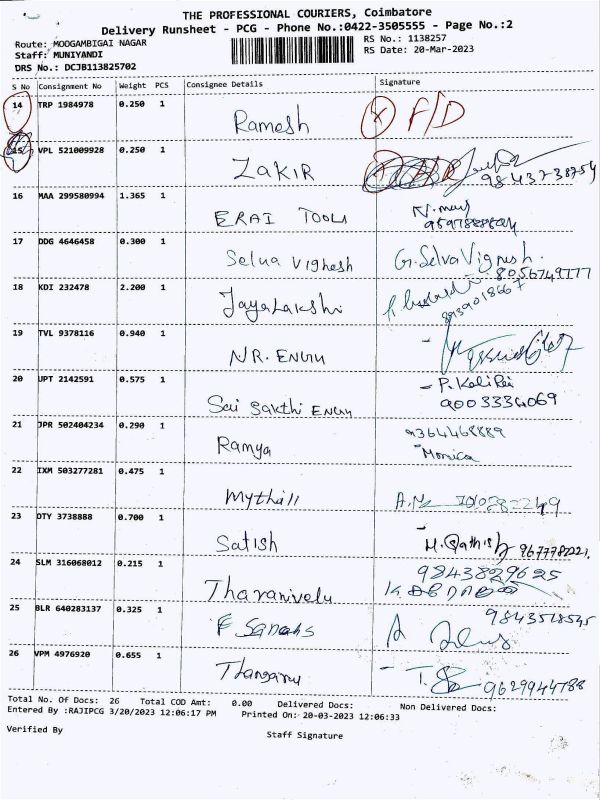 THE PROFESSIONAL COURIERS, Coimbatore
Delivery Runsheet - PCG - Phone No.:0422-3505555 - Page No.:2
Route: MOOGAMBIGAI NAGAR
Staff: MUNIYANDI
DRS No.: DCJB113825702
RS No.: 1138257
RS Date: 20-Mar-2023
S No Consignment No Weight PCS Consignee Details Signature
14 TRP 1984978 0.250 1 Ramesh F/D
15 VPL 521009928 0.250 1 ZAKIR
9843738754
16 MAA 299580994 1.365 1 ERAI TOOLS
17 DDG 4646458 0.300 1 Selva Vighesh G. Selva Vignesh.
8056749777
18 KDI 232478 2.200 1 Jayalakshi
8939018667
19 TVL 9378116 0.940 1 N.R. ENGG
20 UPT 2142591 0.575 1 Sai Sakthi ENGG
9003334069
21 JPR 502404234 0.290 1 Ramya 9364468889
Monica
22 IXM 503277281 0.475 1 Mythili
23 DTY 3738888 0.700 1 Satish
24 SLM 316068012 0.215 1 Tharanivelu 9843829625
25 BLR 640283137 0.325 1 9843518545
26 VPM 4976920 0.655 1 9629944788
Total No. Of Docs: 26 Total COD Amt: 0.00 Delivered Docs: Non Delivered Docs:
Entered By :RAJIPCG 3/20/2023 12:06:17 PM Printed On: 20-03-2023 12:06:33
Verified By
Staff Signature